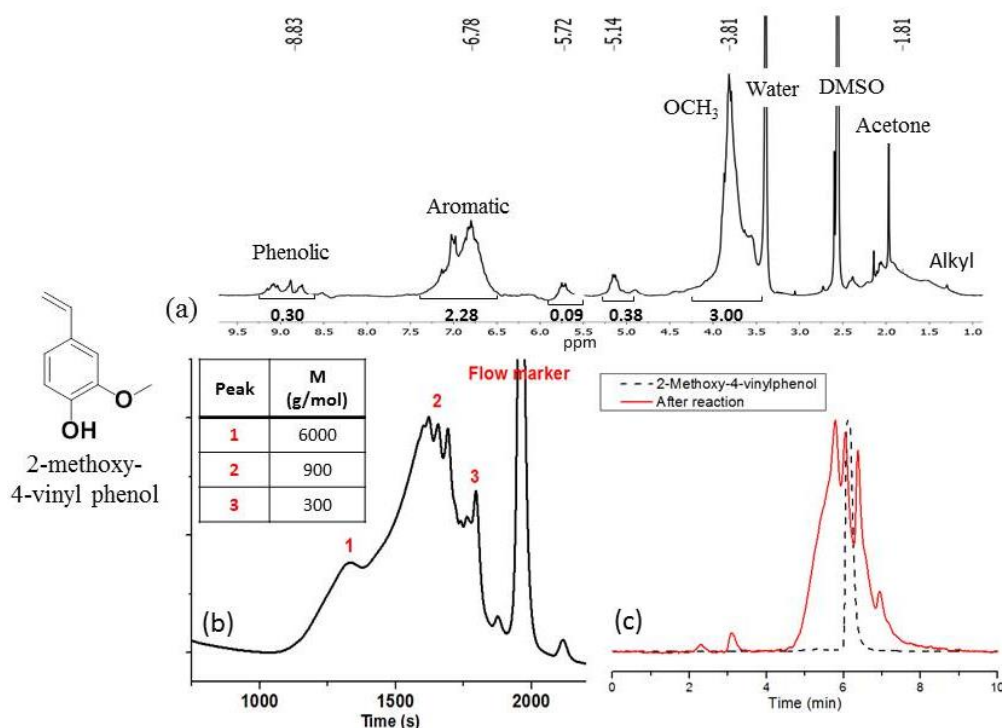 -8.83
-6.78
-5.72
-5.14
-3.81
-1.81
OCH3
Water
DMSO
Acetone
Phenolic
Aromatic
Alkyl
(a)
0.30
2.28
0.09
0.38
3.00
9.5 9.0 8.5 8.0 7.5 7.0 6.5 6.0 5.5 5.0 4.5 4.0 3.5 3.0 2.5 2.0 1.5 1.0
ppm
O
OH
2-methoxy-
4-vinyl phenol
Peak M (g/mol)
1 6000
2 900
3 300
Flow marker
1
2
3
(b)
1000 1500 2000
Time (s)
2-Methoxy-4-vinylphenol
After reaction
(c)
0 2 4 6 8 10
Time (min)